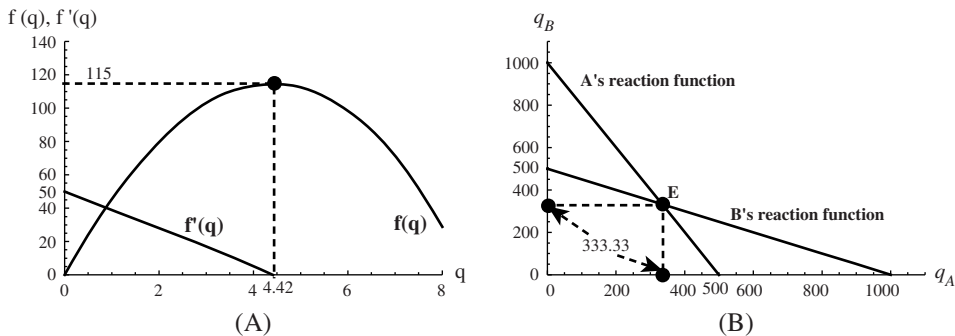 f (q), f '(q)
140
120
115
100
80
60
50
40
20
0
f'(q)
f(q)
0
2
4
4.42
6
8
q
(A)
q_B
1000
800
600
500
400
200
0
A's reaction function
E
B's reaction function
333.33
0
200
400
500
600
800
1000
q_A
(B)